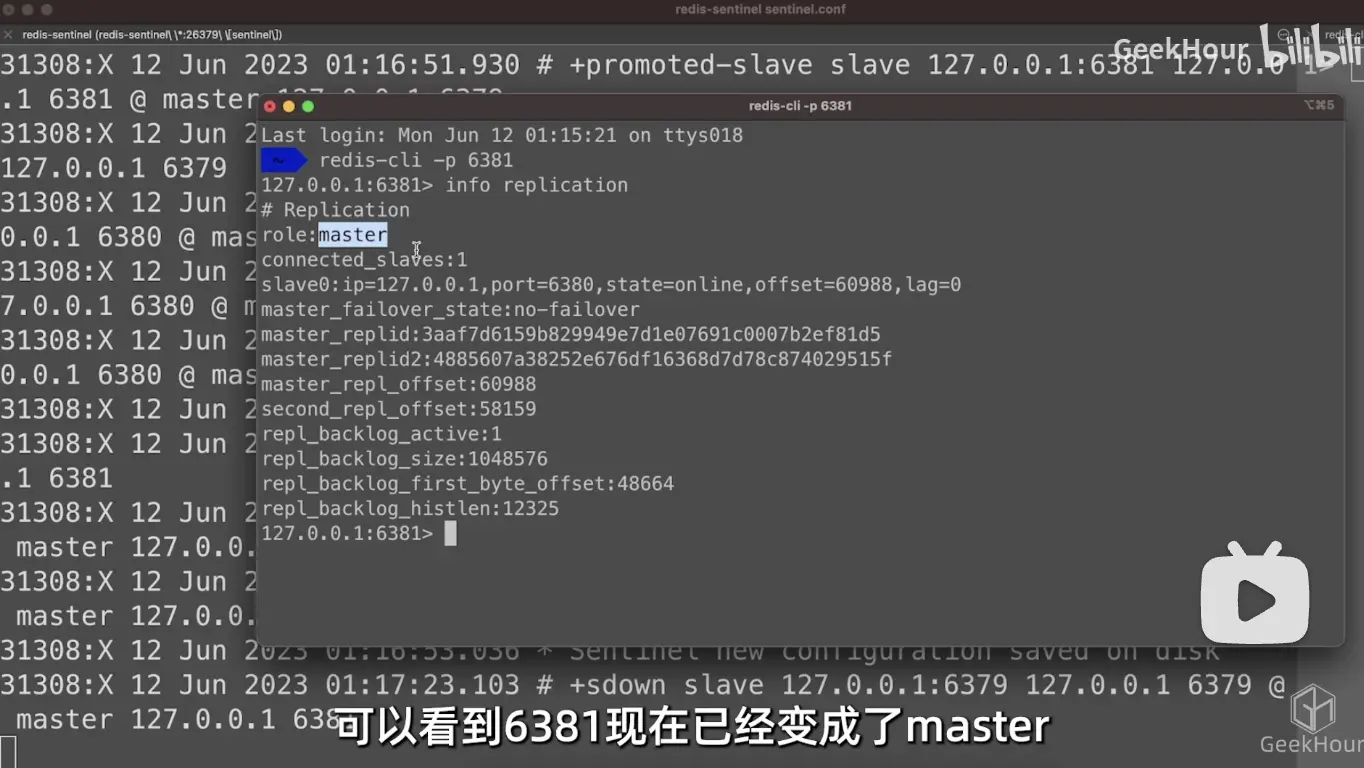 redis-sentinel sentinel.conf
redis-sentinel (redis-sentinel\ \*:26379\ \[sentinel\])
GeekHour bilibili
31308:X 12 Jun 2023 01:16:51.930 # +promoted-slave slave 127.0.0.1:6381 127.0.0
.1 6381 @ master 127.0.0.1 6379
redis-cli -p 6381
⌥⌘5
31308:X 12 Jun 2
127.0.0.1 6379
31308:X 12 Jun 2
0.0.1 6380 @ mas
31308:X 12 Jun 2
7.0.0.1 6380 @ m
31308:X 12 Jun 2
0.0.1 6380 @ mas
31308:X 12 Jun 2
31308:X 12 Jun 2
.1 6381
31308:X 12 Jun 2
master 127.0.0.
31308:X 12 Jun 2
master 127.0.0.
Last login: Mon Jun 12 01:15:21 on ttys018
~ redis-cli -p 6381
127.0.0.1:6381> info replication
# Replication
role:master
connected_slaves:1
slave0:ip=127.0.0.1,port=6380,state=online,offset=60988,lag=0
master_failover_state:no-failover
master_replid:3aaf7d6159b829949e7d1e07691c0007b2ef81d5
master_replid2:4885607a38252e676df16368d7d78c874029515f
master_repl_offset:60988
second_repl_offset:58159
repl_backlog_active:1
repl_backlog_size:1048576
repl_backlog_first_byte_offset:48664
repl_backlog_histlen:12325
127.0.0.1:6381>
31308:X 12 Jun 2023 01:16:53.036 * Sentinel new configuration saved on disk
31308:X 12 Jun 2023 01:17:23.103 # +sdown slave 127.0.0.1:6379 127.0.0.1 6379 @
master 127.0.0.1 638
可以看到6381现在已经变成了master
GeekHour